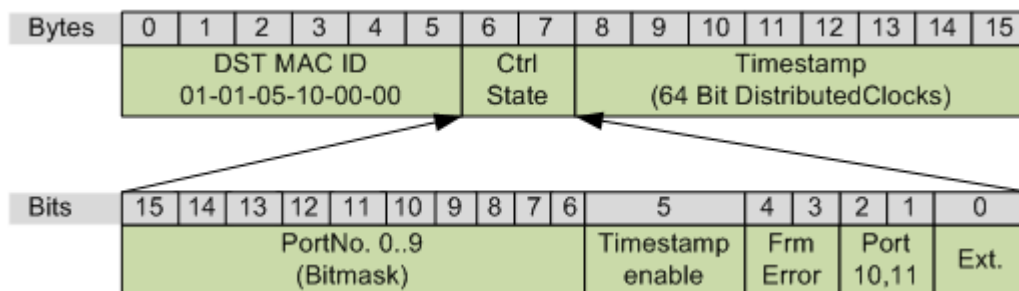 Bytes 0 1 2 3 4 5 6 7 8 9 10 11 12 13 14 15
DST MAC ID Ctrl Timestamp
01-01-05-10-00-00 State (64 Bit DistributedClocks)
Bits 15 14 13 12 11 10 9 8 7 6 5 4 3 2 1 0
PortNo. 0..9 Timestamp Frm Port Ext.
(Bitmask) enable Error 10,11